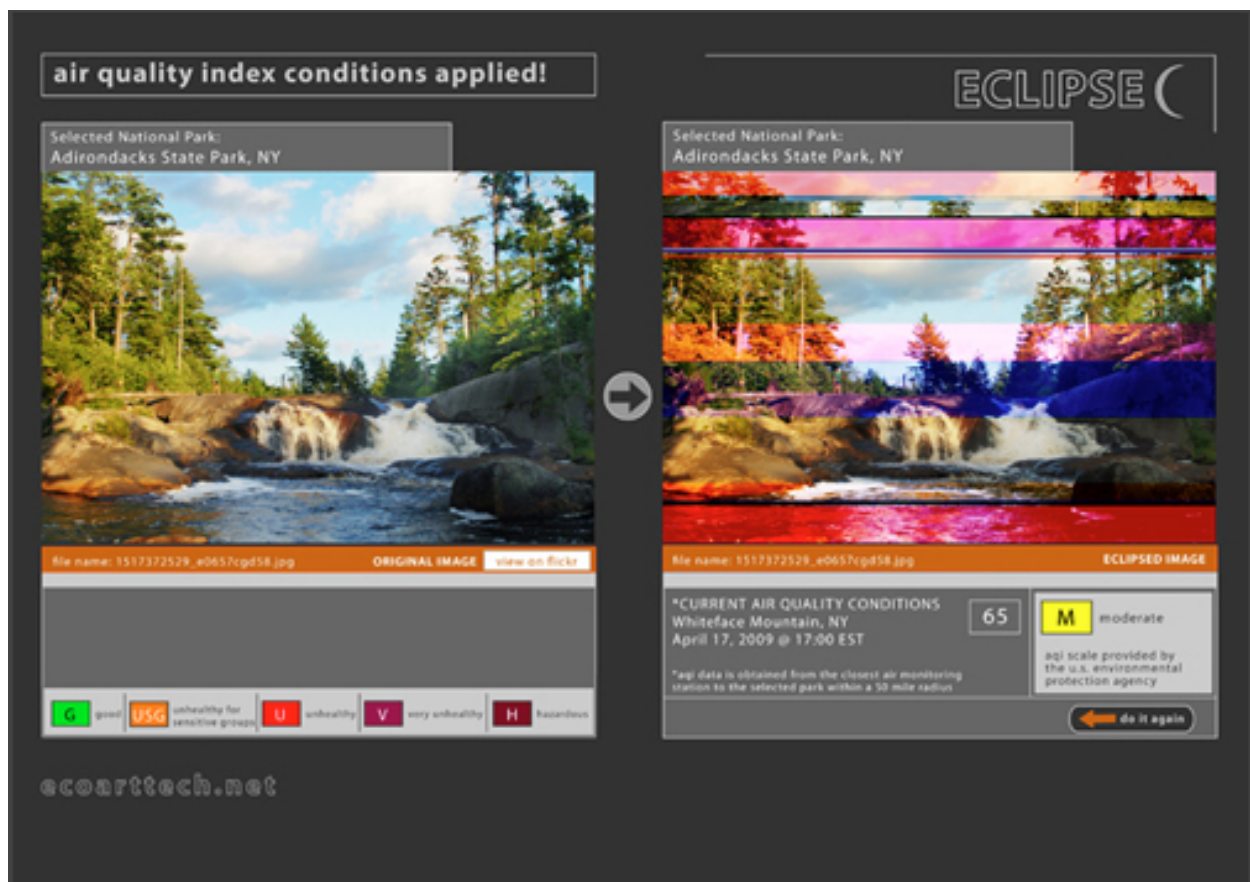 air quality index conditions applied!
ECLIPSE
Selected National Park:
Adirondacks State Park, NY
Selected National Park:
Adirondacks State Park, NY
file name: 1517372529_e0657cgd58.jpg
ORIGINAL IMAGE
view on flickr
file name: 1517372529_e0657cgd58.jpg
ECLIPSED IMAGE
*CURRENT AIR QUALITY CONDITIONS
Whiteface Mountain, NY
April 17, 2009 @ 17:00 EST
65
*aqi data is obtained from the closest air monitoring
station to the selected park within a 50 mile radius
M moderate
aqi scale provided by
the u.s. environmental
protection agency
G good
USG unhealthy for
sensitive groups
U unhealthy
V very unhealthy
H hazardous
do it again
ecoarttech.net